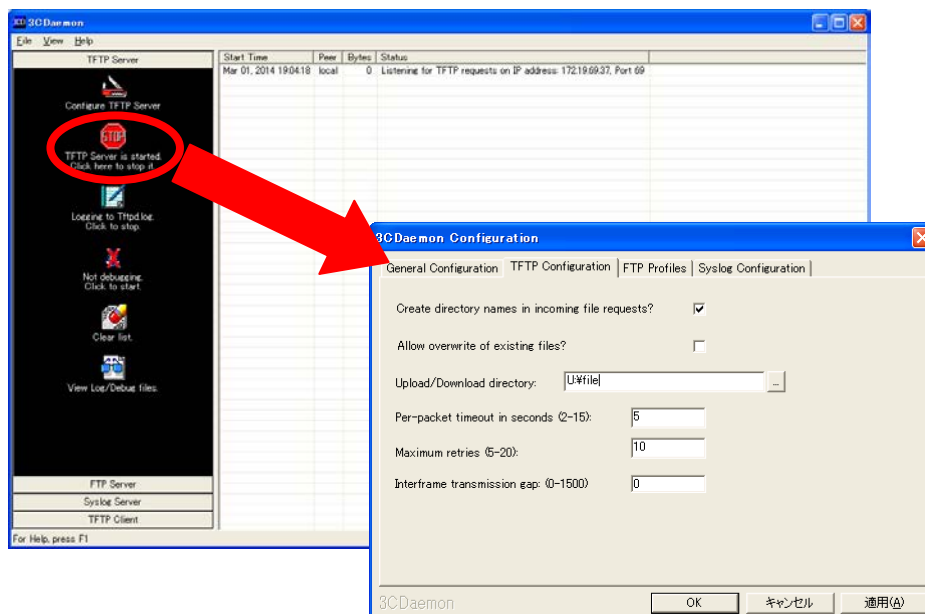 3CDaemon
File View Help
TFTP Server
Start Time Peer Bytes Status
Mar 01, 2014 19:04:18 local 0 Listening for TFTP requests on IP address: 172.19.69.37, Port 69
Configure TFTP Server
STOP
TFTP Server is started.
Click here to stop it.
Logging to Tftpd.log.
Click to stop.
Not debugging.
Click to start.
Clear list.
View Log/Debug files.
FTP Server
Syslog Server
TFTP Client
For Help, press F1
3CDaemon Configuration
General Configuration TFTP Configuration FTP Profiles Syslog Configuration
Create directory names in incoming file requests?
Allow overwrite of existing files?
Upload/Download directory: U:¥file ...
Per-packet timeout in seconds (2-15): 5
Maximum retries (5-20): 10
Interframe transmission gap: (0-1500) 0
3CDaemon
OK キャンセル 適用(A)